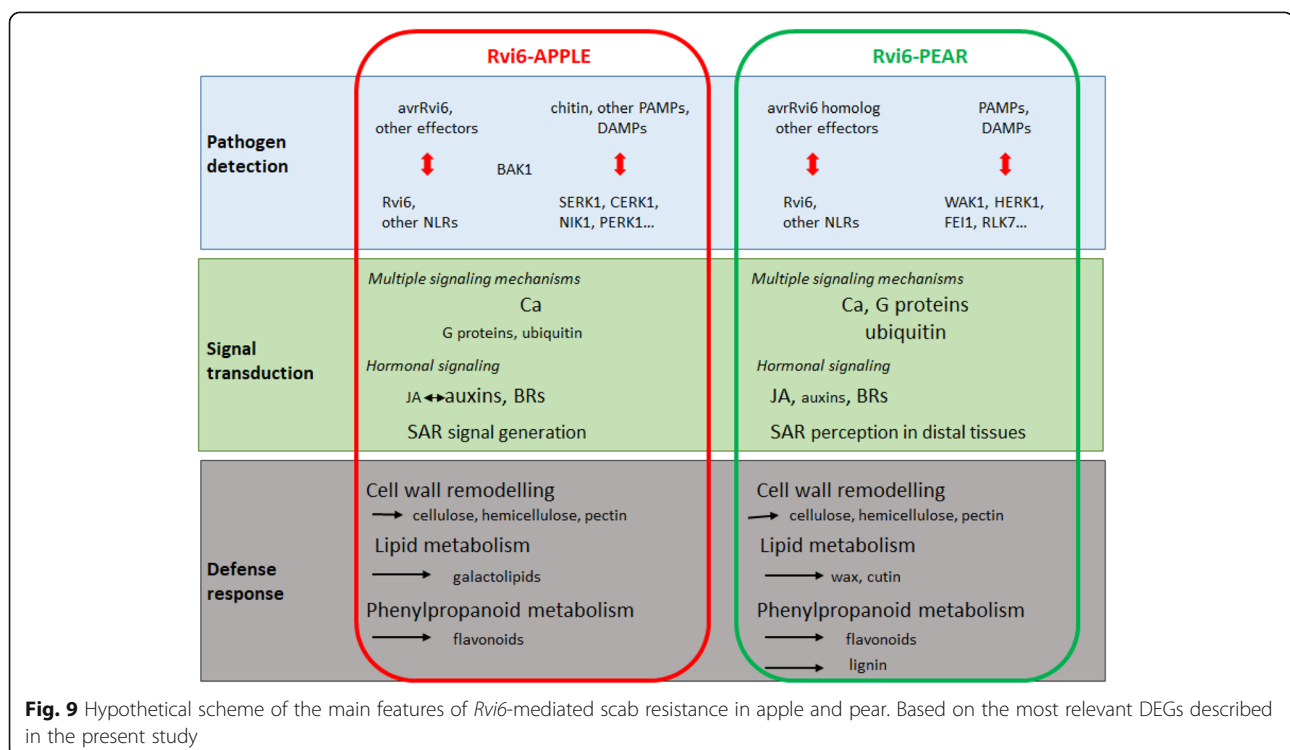 Rvi6-APPLE
Rvi6-PEAR
Pathogen
detection
avrRvi6,
other effectors
chitin, other PAMPs,
DAMPs
BAK1
Rvi6,
other NLRs
SERK1, CERK1,
NIK1, PERK1...
avrRvi6 homolog
other effectors
PAMPs,
DAMPs
Rvi6,
other NLRs
WAK1, HERK1,
FEI1, RLK7...
Signal
transduction
Multiple signaling mechanisms
Ca
G proteins, ubiquitin
Hormonal signaling
JA↔auxins, BRs
SAR signal generation
Multiple signaling mechanisms
Ca, G proteins
ubiquitin
Hormonal signaling
JA, auxins, BRs
SAR perception in distal tissues
Defense
response
Cell wall remodelling
→ cellulose, hemicellulose, pectin
Lipid metabolism
→ galactolipids
Phenylpropanoid metabolism
→ flavonoids
Cell wall remodelling
→ cellulose, hemicellulose, pectin
Lipid metabolism
→ wax, cutin
Phenylpropanoid metabolism
→ flavonoids
→ lignin
Fig. 9 Hypothetical scheme of the main features of Rvi6-mediated scab resistance in apple and pear. Based on the most relevant DEGs described
in the present study